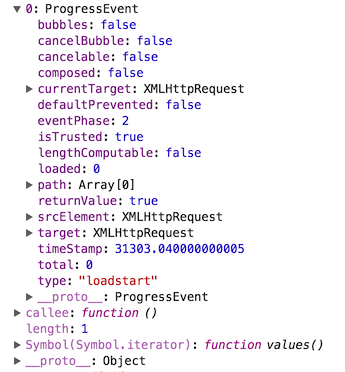 0: ProgressEvent
bubbles: false
cancelBubble: false
cancelable: false
composed: false
currentTarget: XMLHttpRequest
defaultPrevented: false
eventPhase: 2
isTrusted: true
lengthComputable: false
loaded: 0
path: Array[0]
returnValue: true
srcElement: XMLHttpRequest
target: XMLHttpRequest
timeStamp: 31303.040000000005
total: 0
type: "loadstart"
__proto__: ProgressEvent
callee: function ()
length: 1
Symbol(Symbol.iterator): function values()
__proto__: Object